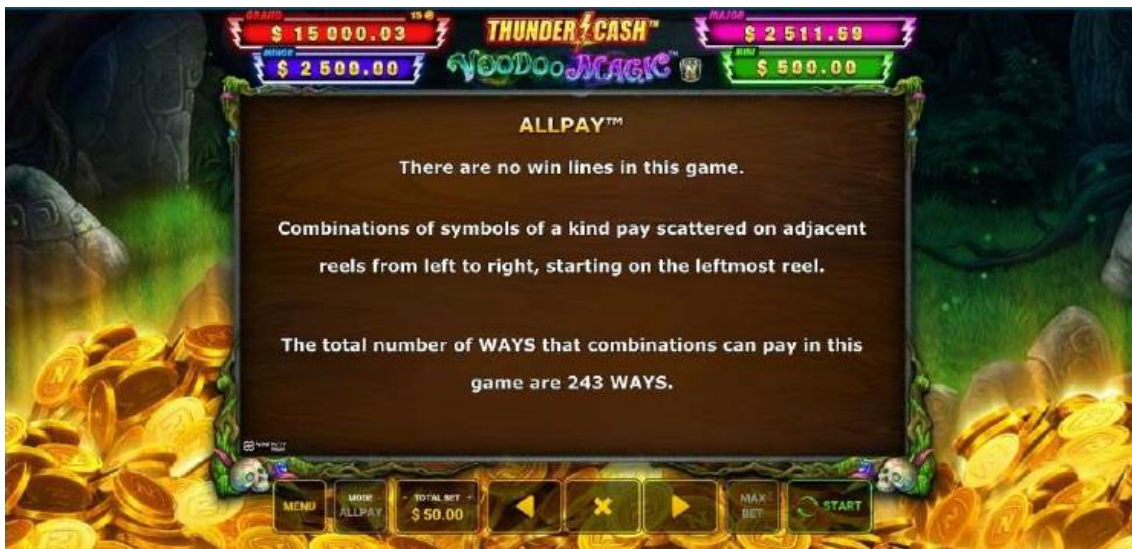 GRAND
$ 15 000.03
THUNDER CASH™
MAJOR
$ 2 511.69
MINOR
$ 2 500.00
VOODOO MAGIC™
N
MINI
$ 500.00
ALLPAY™
There are no win lines in this game.
Combinations of symbols of a kind pay scattered on adjacent
reels from left to right, starting on the leftmost reel.
The total number of WAYS that combinations can pay in this
game are 243 WAYS.
MENU
MODE
ALLPAY
- TOTAL BET +
$ 50.00
MAX
BET
START